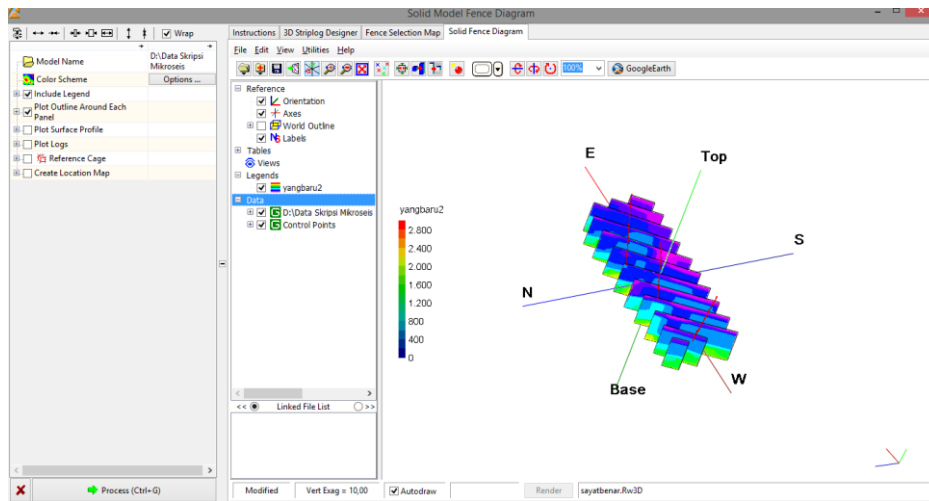 Solid Model Fence Diagram
Wrap
Model Name
D:\Data Skripsi
Mikroseis
Color Scheme
Options ...
Include Legend
Plot Outline Around Each
Panel
Plot Surface Profile
Plot Logs
Reference Cage
Create Location Map
Process (Ctrl+G)
Instructions
3D Striplog Designer
Fence Selection Map
Solid Fence Diagram
File Edit View Utilities Help
100%
GoogleEarth
Reference
Orientation
Axes
World Outline
Labels
Tables
Views
Legends
yangbaru2
Data
D:\Data Skripsi Mikroseis
Control Points
<< Linked File List >>
yangbaru2
2.800
2.400
2.000
1.600
1.200
800
400
0
E
Top
S
N
W
Base
Modified
Vert Exag = 10,00
Autodraw
Render
sayatbenar.Rw3D